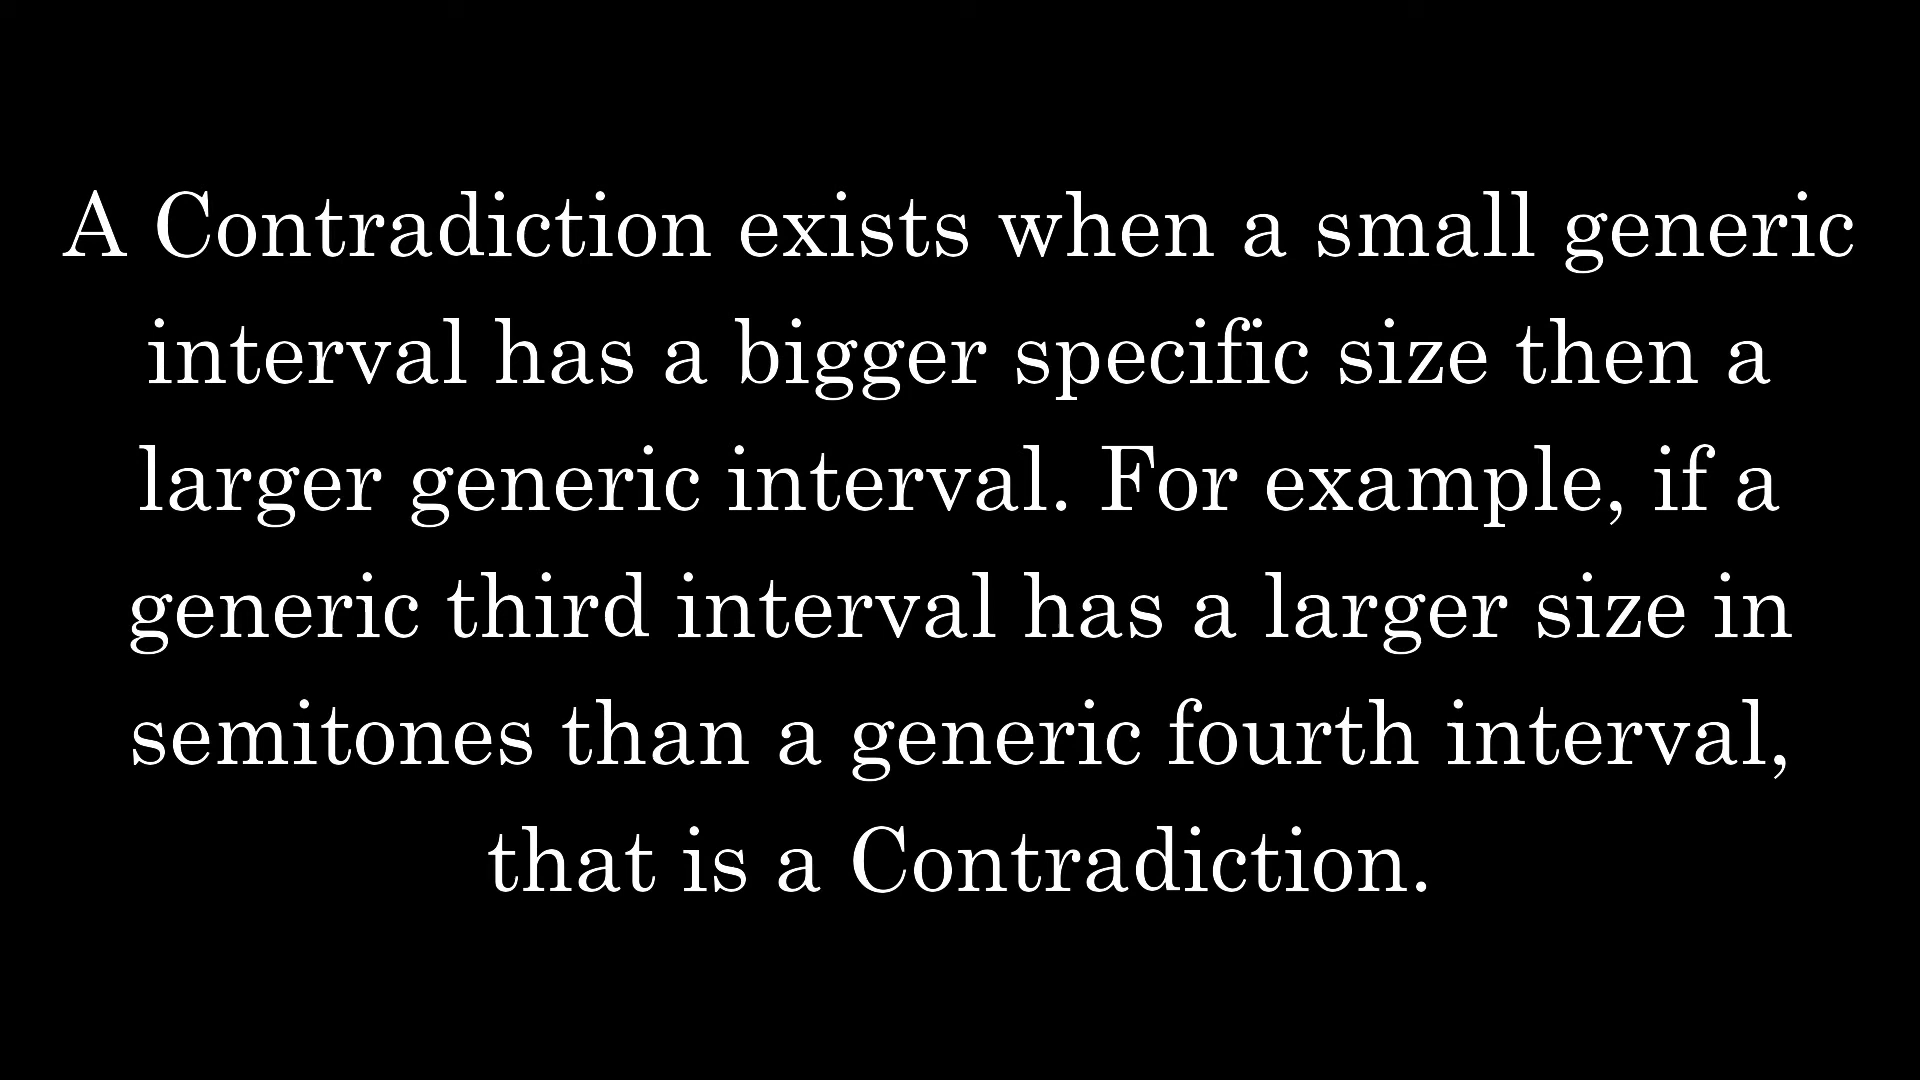 A Contradiction exists when a small generic
interval has a bigger specific size then a
larger generic interval. For example, if a
generic third interval has a larger size in
semitones than a generic fourth interval,
that is a Contradiction.